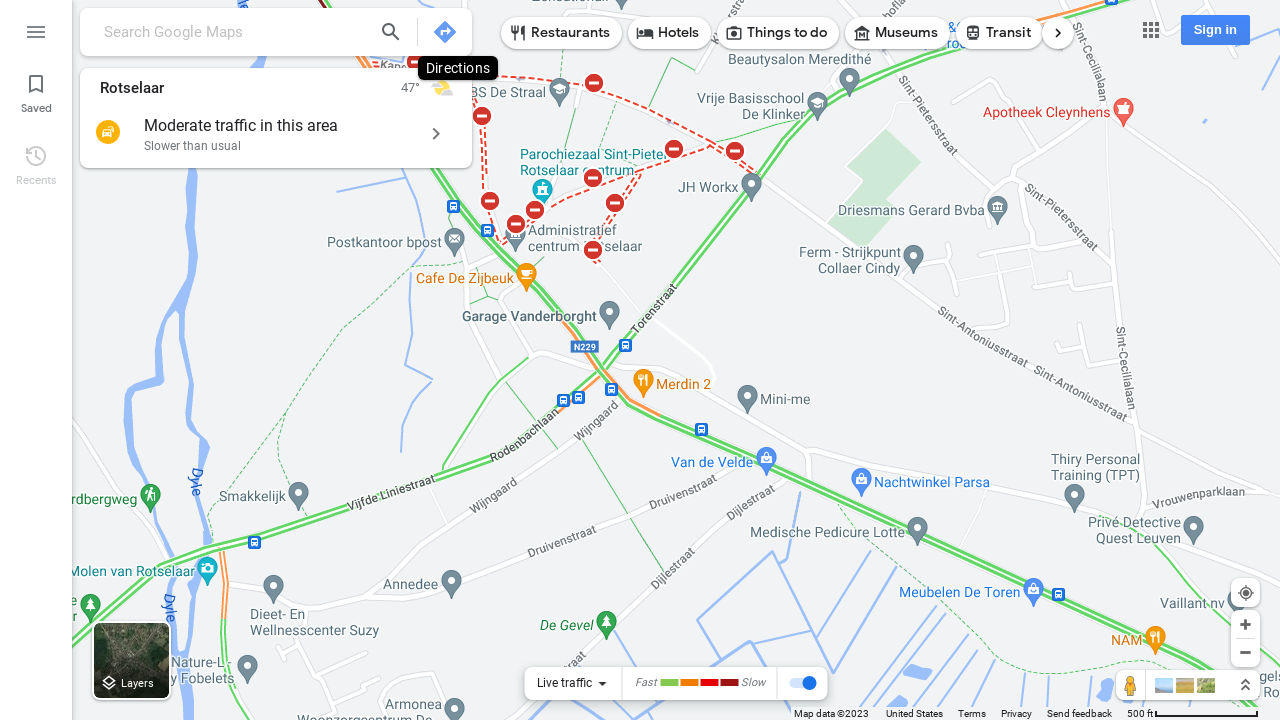 Search Google Maps
Directions
Restaurants
Hotels
Things to do
Museums
Transit
Sign in
Saved
Recents
Rotselaar
47°
Moderate traffic in this area
Slower than usual
Beautysalon Meredithé
BS De Straal
Vrije Basisschool
De Klinker
Apotheek Cleynhens
Sint-Pietersstraat
Sint-Cecilialaan
Parochiezaal Sint-Pieter
Rotselaar centrum
JH Workx
Driesmans Gerard Bvba
Sint-Pietersstraat
Postkantoor bpost
Administratief
centrum Rotselaar
Ferm - Strijkpunt
Collaer Cindy
Cafe De Zijbeuk
Garage Vanderborght
Torenstraat
Sint-Antoniusstraat
Sint-Antoniusstraat
Sint-Cecilialaan
N229
Merdin 2
Mini-me
Wijngaard
Rodenbachlaan
Van de Velde
Thiry Personal
Training (TPT)
Dyle
rdbergweg
Smakkelijk
Vijfde Liniestraat
Wijngaard
Druivenstraat
Dijlestraat
Nachtwinkel Parsa
Vrouwenparklaan
Druivenstraat
Medische Pedicure Lotte
Privé Detective
Quest Leuven
Molen van Rotselaar
Annedee
Dijlestraat
Meubelen De Toren
Vaillant nv
Dyle
Dieet- En
Wellnesscenter Suzy
De Gevel
NAM
Nature-L-
y Fobelets
Layers
Live traffic
Fast
Slow
Armonea
Woonzorgcentrum De
Map data ©2023
United States
Terms
Privacy
Send feedback
500 ft